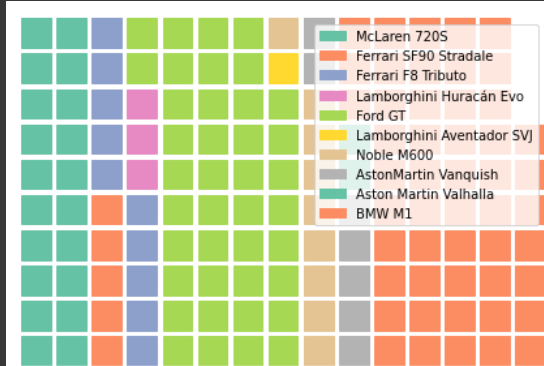 McLaren 720S
Ferrari SF90 Stradale
Ferrari F8 Tributo
Lamborghini Huracán Evo
Ford GT
Lamborghini Aventador SVJ
Noble M600
AstonMartin Vanquish
Aston Martin Valhalla
BMW M1